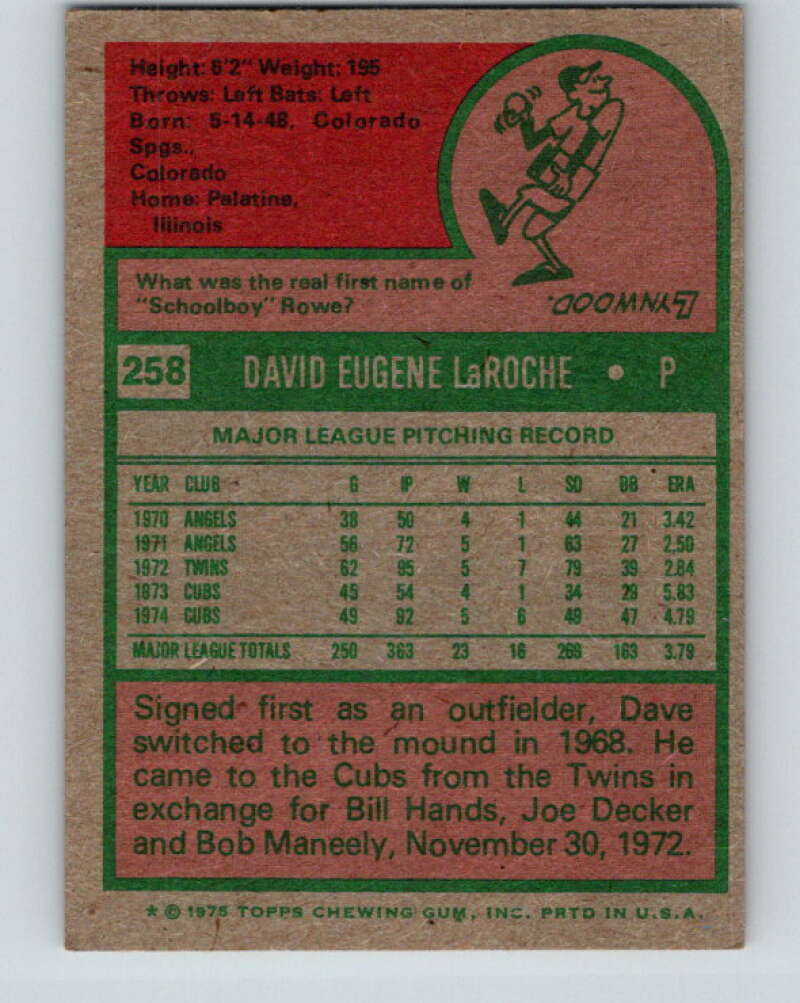 Height: 6'2" Weight: 195
Throws: Left Bats: Left
Born: 5-14-48, Colorado
Spgs.,
Colorado
Home: Palatine,
Illinois
What was the real first name of
"Schoolboy" Rowe?
LYNWOOD.
258 DAVID EUGENE LaROCHE • P
MAJOR LEAGUE PITCHING RECORD
YEAR CLUB G IP W L SO BB ERA
1970 ANGELS 38 50 4 1 44 21 3.42
1971 ANGELS 56 72 5 1 63 27 2.50
1972 TWINS 62 95 5 7 79 39 2.84
1973 CUBS 45 54 4 1 34 29 5.83
1974 CUBS 49 92 5 6 49 47 4.79
MAJOR LEAGUE TOTALS 250 363 23 16 269 163 3.79
Signed first as an outfielder, Dave
switched to the mound in 1968. He
came to the Cubs from the Twins in
exchange for Bill Hands, Joe Decker
and Bob Maneely, November 30, 1972.
* © 1975 TOPPS CHEWING GUM, INC. PRTD IN U.S.A.